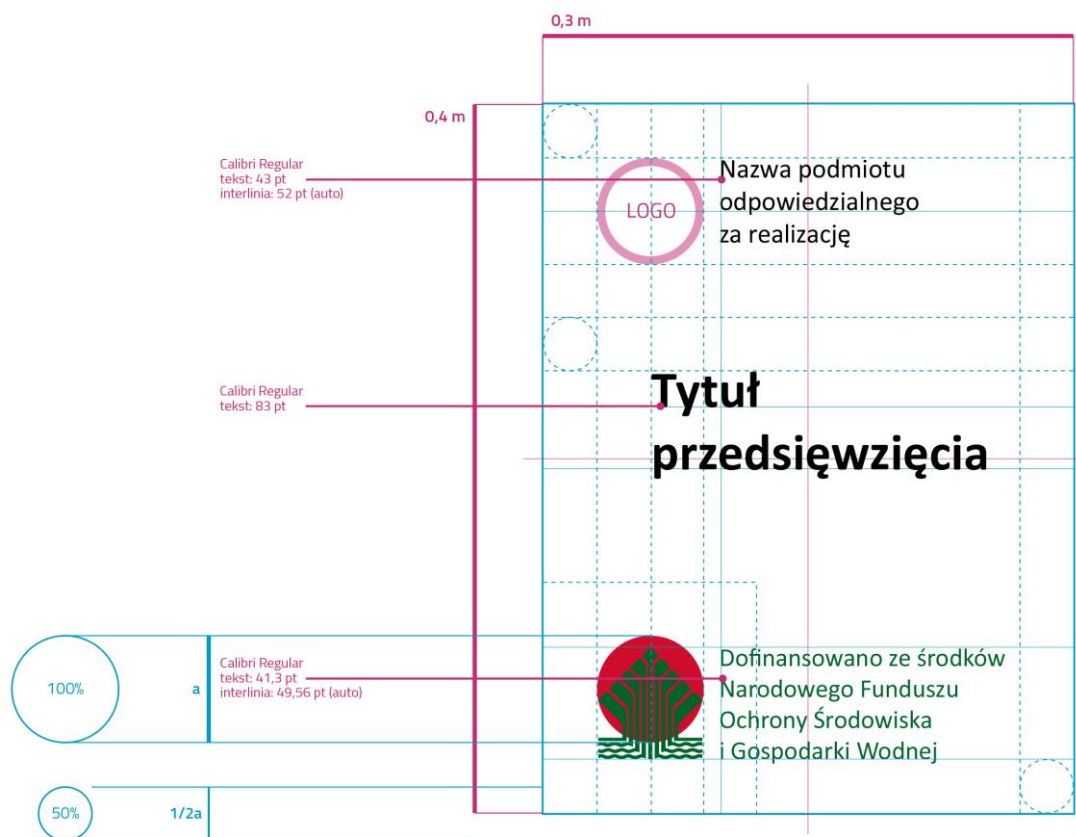 0,3 m
0,4 m
Calibri Regular
tekst: 43 pt
interlinia: 52 pt (auto)
LOGO
Nazwa podmiotu
odpowiedzialnego
za realizację
Calibri Regular
tekst: 83 pt
Tytuł
przedsięwzięcia
100%
a
Calibri Regular
tekst: 41,3 pt
interlinia: 49,56 pt (auto)
Dofinansowano ze środków
Narodowego Funduszu
Ochrony Środowiska
i Gospodarki Wodnej
50%
1/2a